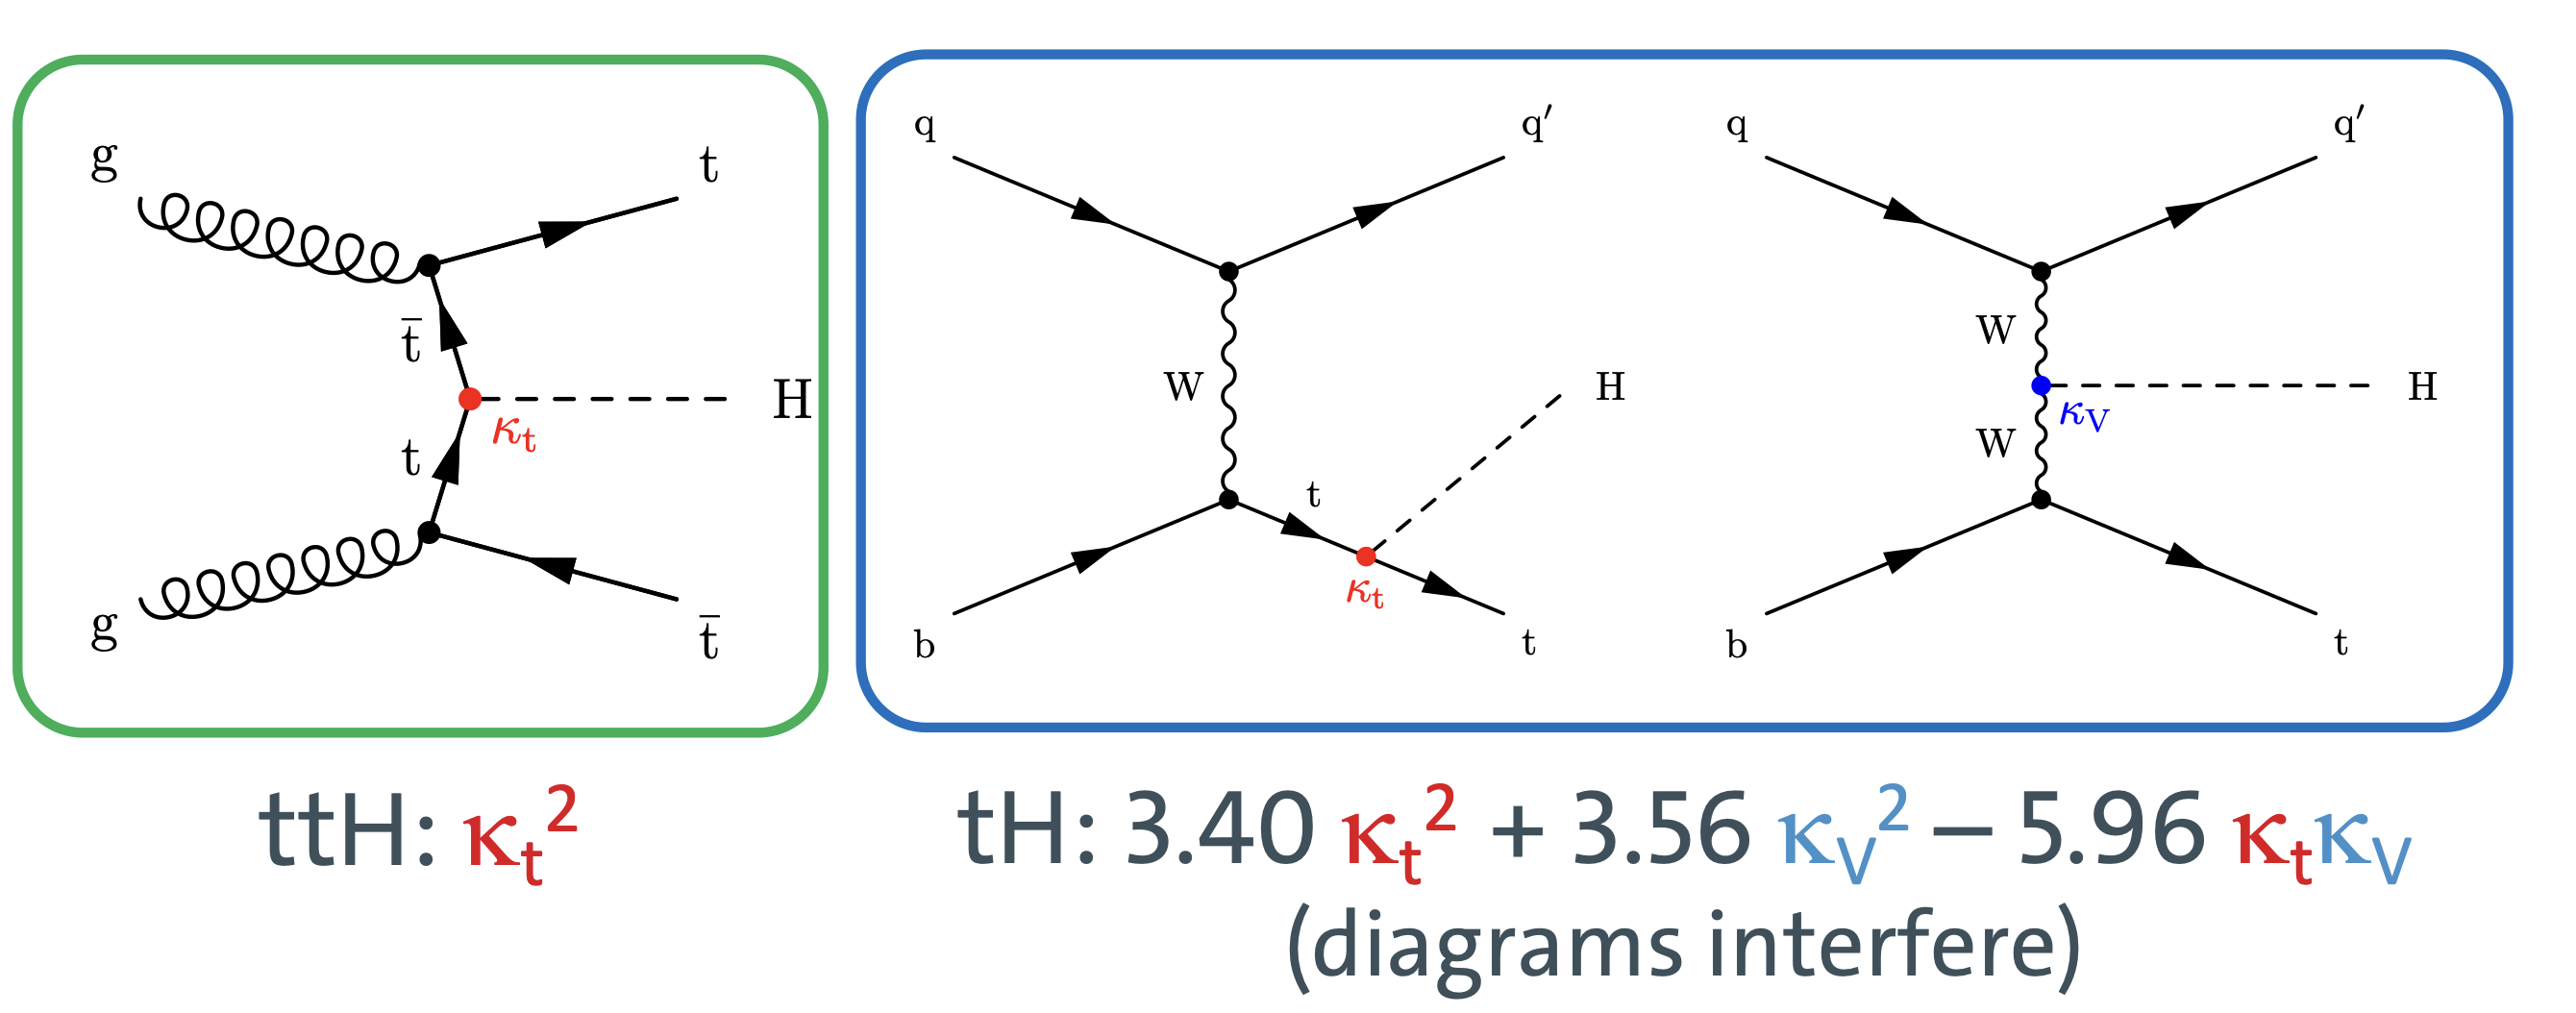 g
t
t̄
κt
H
t
g
t̄
q
q′
W
H
t
κt
b
t
q
q′
W
κV
H
W
b
t
ttH: κt²
tH: 3.40 κt² + 3.56 κV² – 5.96 κtκV
(diagrams interfere)